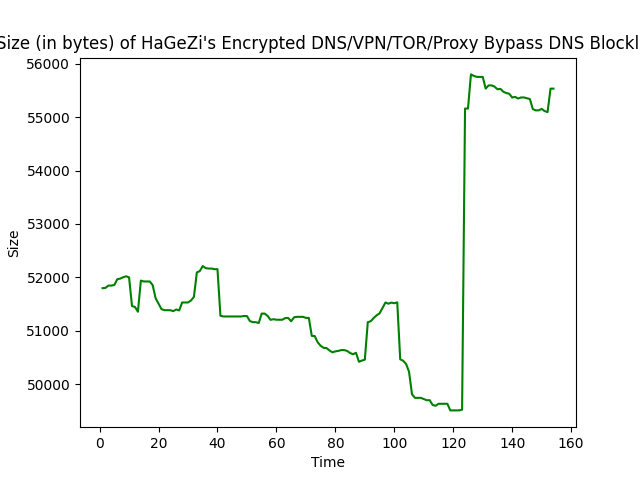 Size (in bytes) of HaGeZi's Encrypted DNS/VPN/TOR/Proxy Bypass DNS Blockl
56000
55000
54000
53000
52000
51000
50000
Size
0 20 40 60 80 100 120 140 160
Time